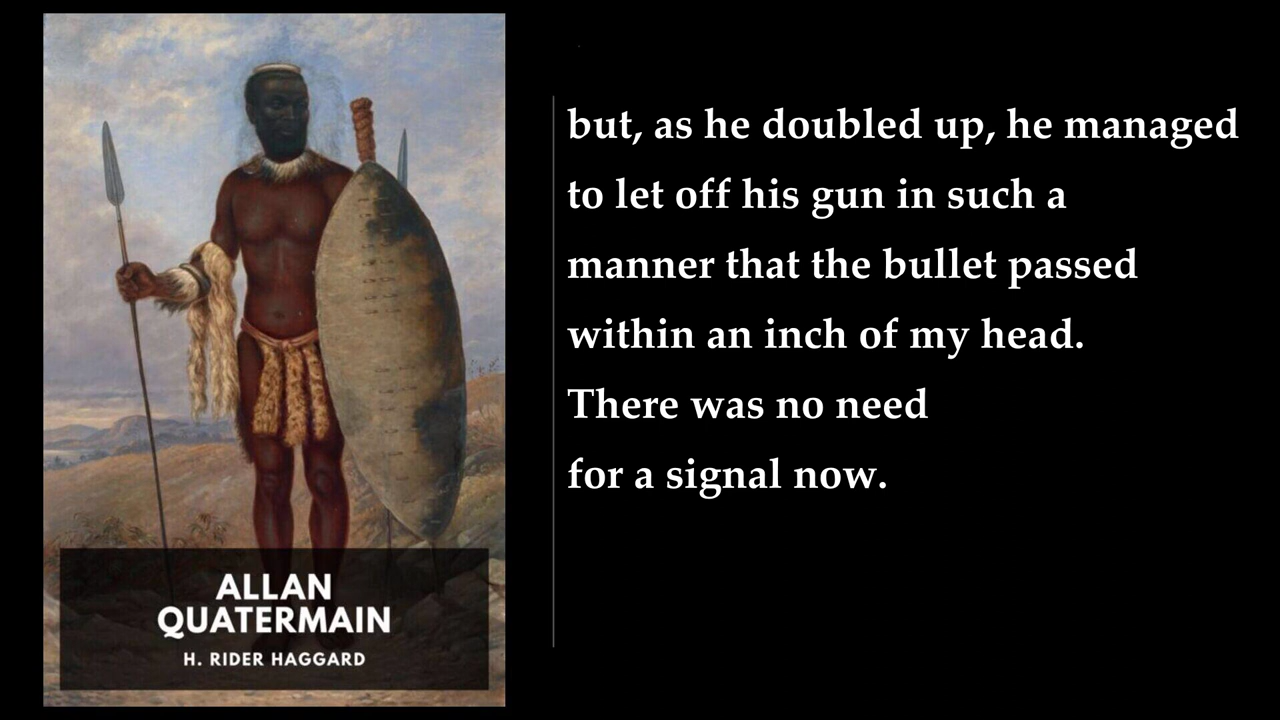 but, as he doubled up, he managed
to let off his gun in such a
manner that the bullet passed
within an inch of my head.
There was no need
for a signal now.
ALLAN
QUATERMAIN
H. RIDER HAGGARD